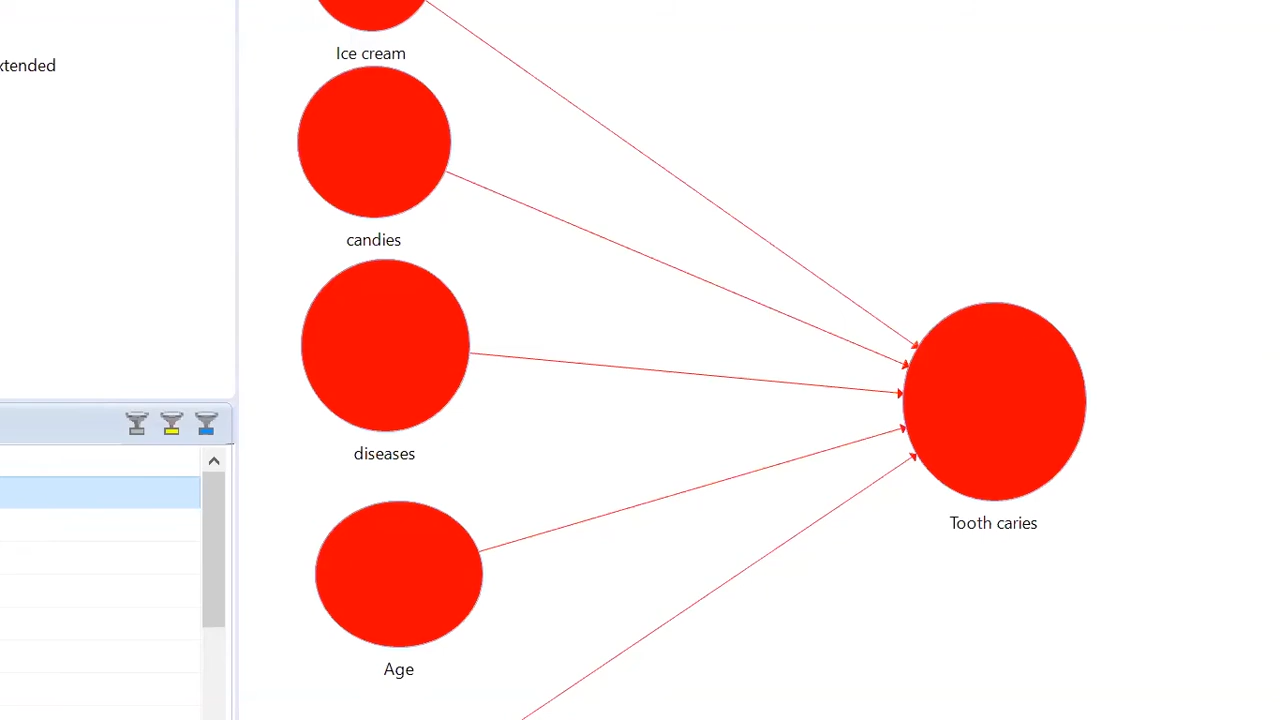 Ice cream
xtended
candies
diseases
Tooth caries
Age